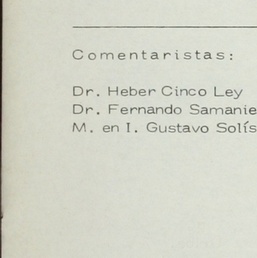 Comentaristas:
Dr. Heber Cinco Ley
Dr. Fernando Samanie
M. en I. Gustavo Solís